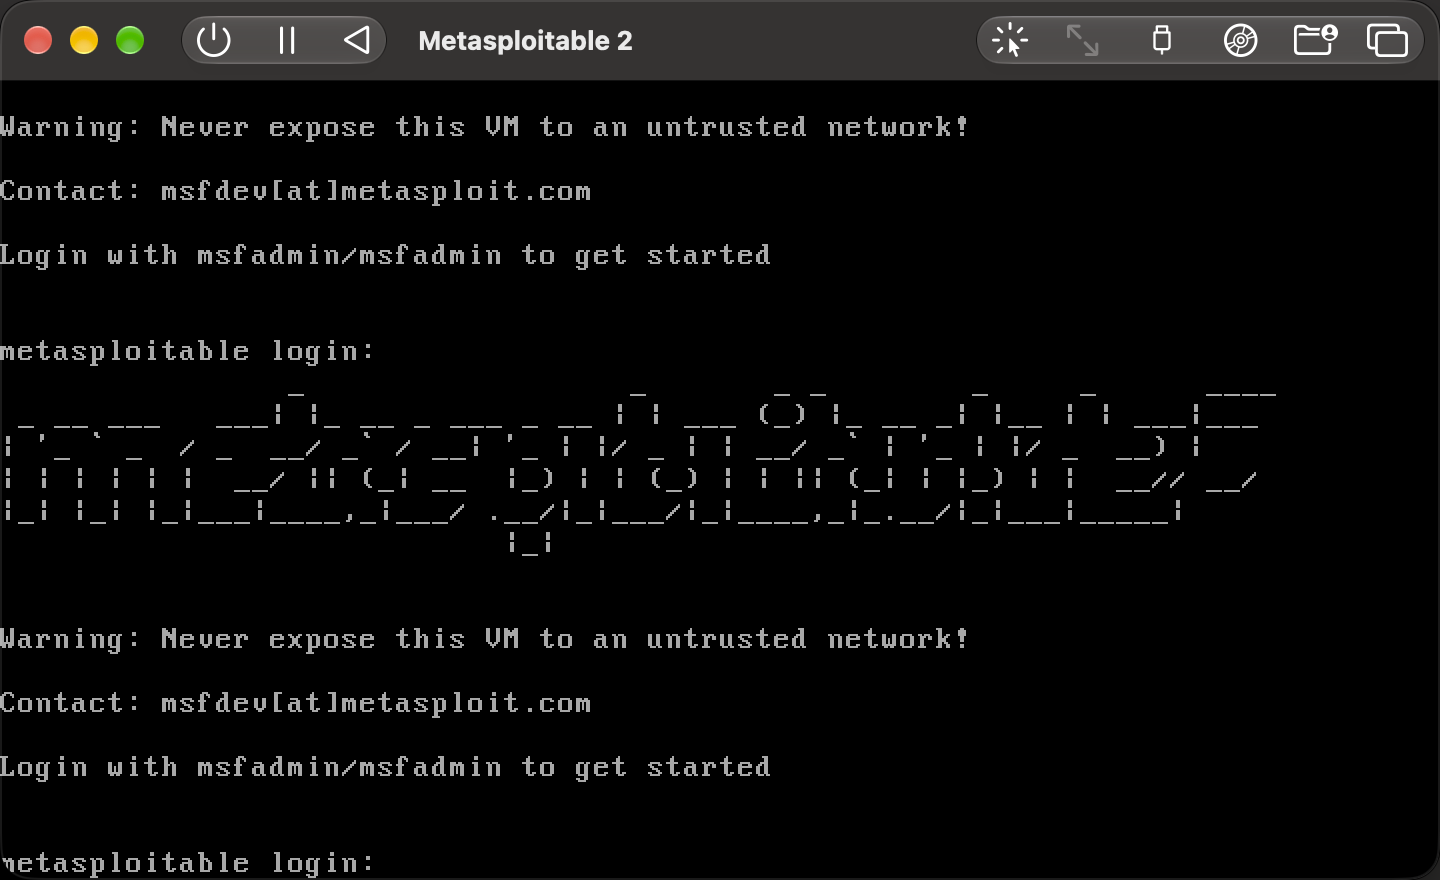 Metasploitable 2
Warning: Never expose this VM to an untrusted network!
Contact: msfdev[at]metasploit.com
Login with msfadmin/msfadmin to get started
metasploitable login:
metasploitable2
Warning: Never expose this VM to an untrusted network!
Contact: msfdev[at]metasploit.com
Login with msfadmin/msfadmin to get started
metasploitable login: